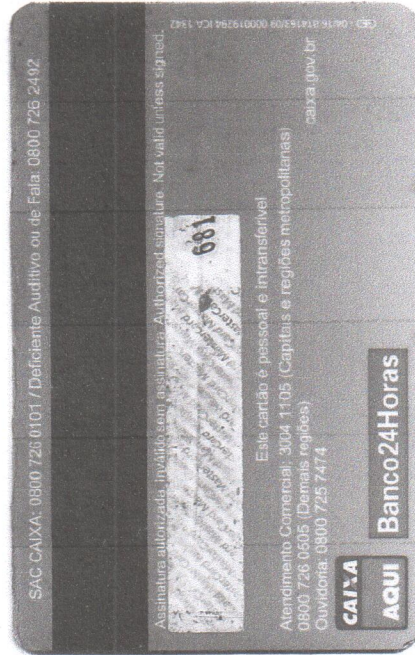 SAC CAIXA: 0800 726 0101 / Deficiente Auditivo ou de Fala: 0800 726 2492
Assinatura autorizada. Inválido sem assinatura. Authorized signature. Not valid unless signed.
681
Este cartão é pessoal e intransferível
Atendimento Comercial: 3004 1105 (Capitais e regiões metropolitanas)
0800 726 0505 (Demais regiões)
Ouvidoria: 0800 725 7474
caixa.gov.br
CAIXA
AQUI
Banco24Horas